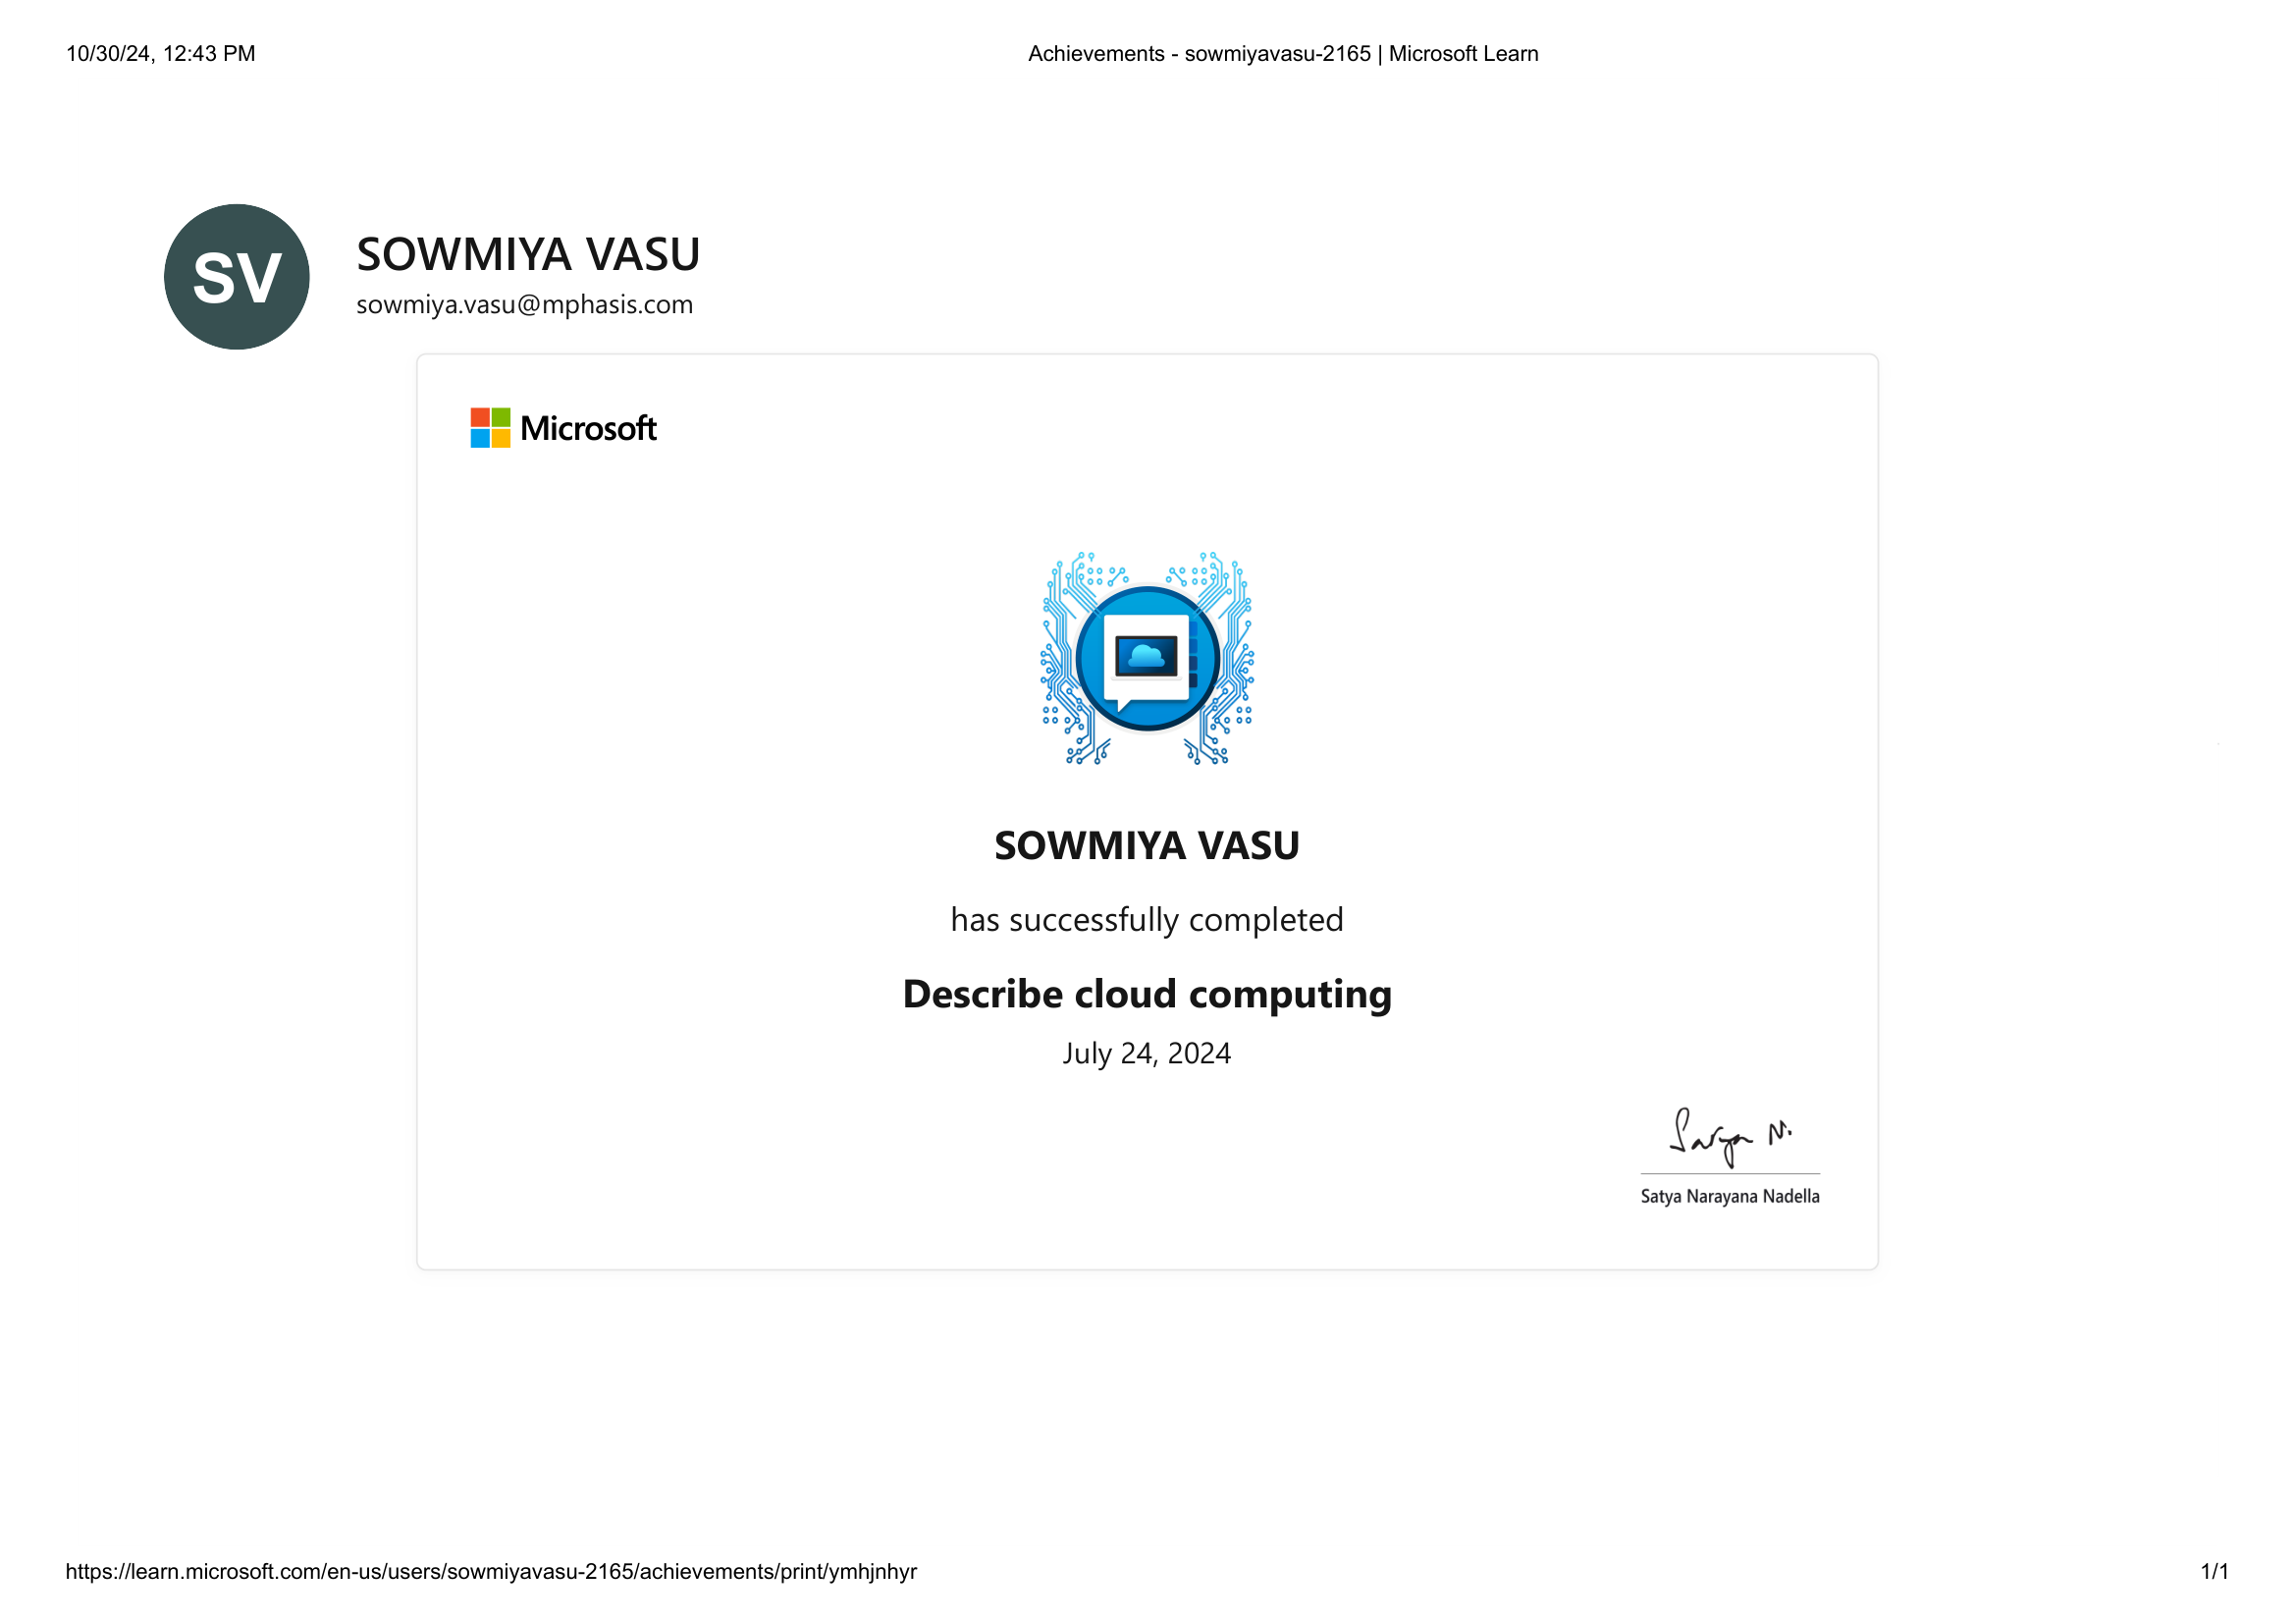 10/30/24, 12:43 PM
Achievements - sowmiyavasu-2165 | Microsoft Learn
SV
SOWMIYA VASU
sowmiya.vasu@mphasis.com
Microsoft
SOWMIYA VASU
has successfully completed
Describe cloud computing
July 24, 2024
Satya N.
Satya Narayana Nadella
https://learn.microsoft.com/en-us/users/sowmiyavasu-2165/achievements/print/ymhjnhyr
1/1